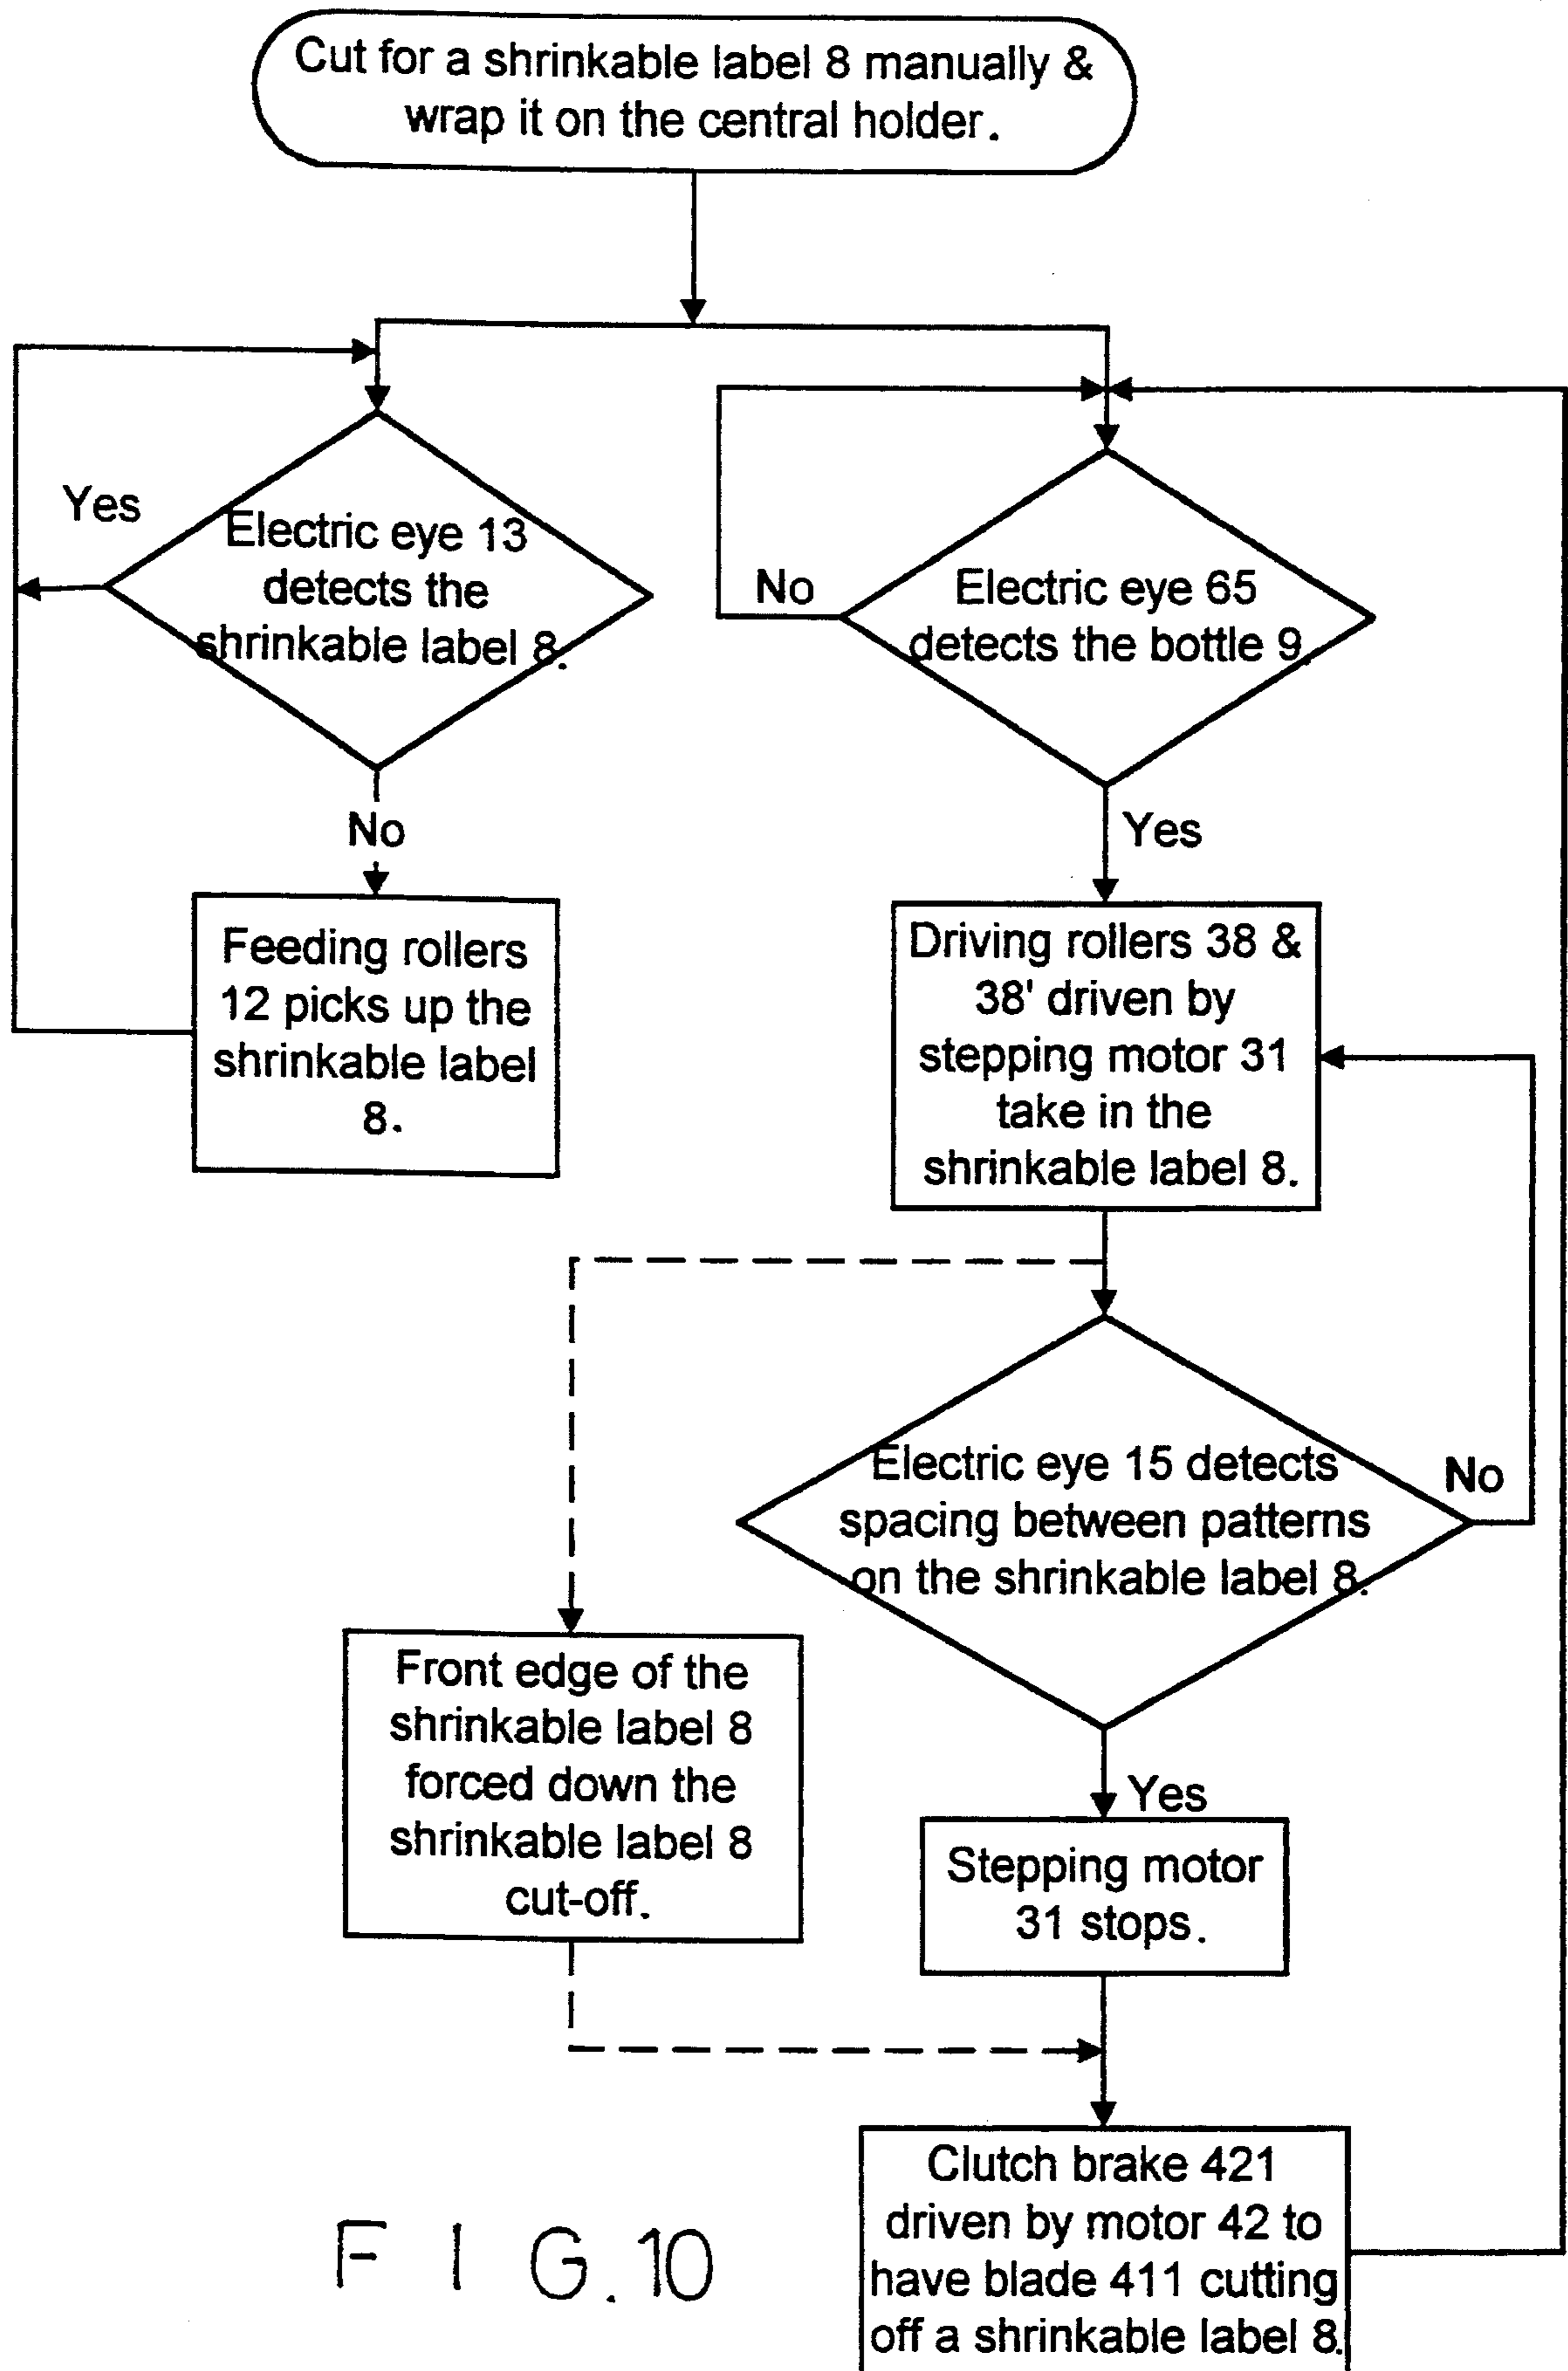 Cut for a shrinkable label 8 manually &
wrap it on the central holder.
Yes
Electric eye 13
detects the
shrinkable label 8.
No
Feeding rollers
12 picks up the
shrinkable label
8.
No
Electric eye 65
detects the bottle 9.
Yes
Driving rollers 38 &
38' driven by
stepping motor 31
take in the
shrinkable label 8.
Electric eye 15 detects
spacing between patterns
on the shrinkable label 8.
No
Yes
Front edge of the
shrinkable label 8
forced down the
shrinkable label 8
cut-off.
Stepping motor
31 stops.
Clutch brake 421
driven by motor 42 to
have blade 411 cutting
off a shrinkable label 8.
FIG.10